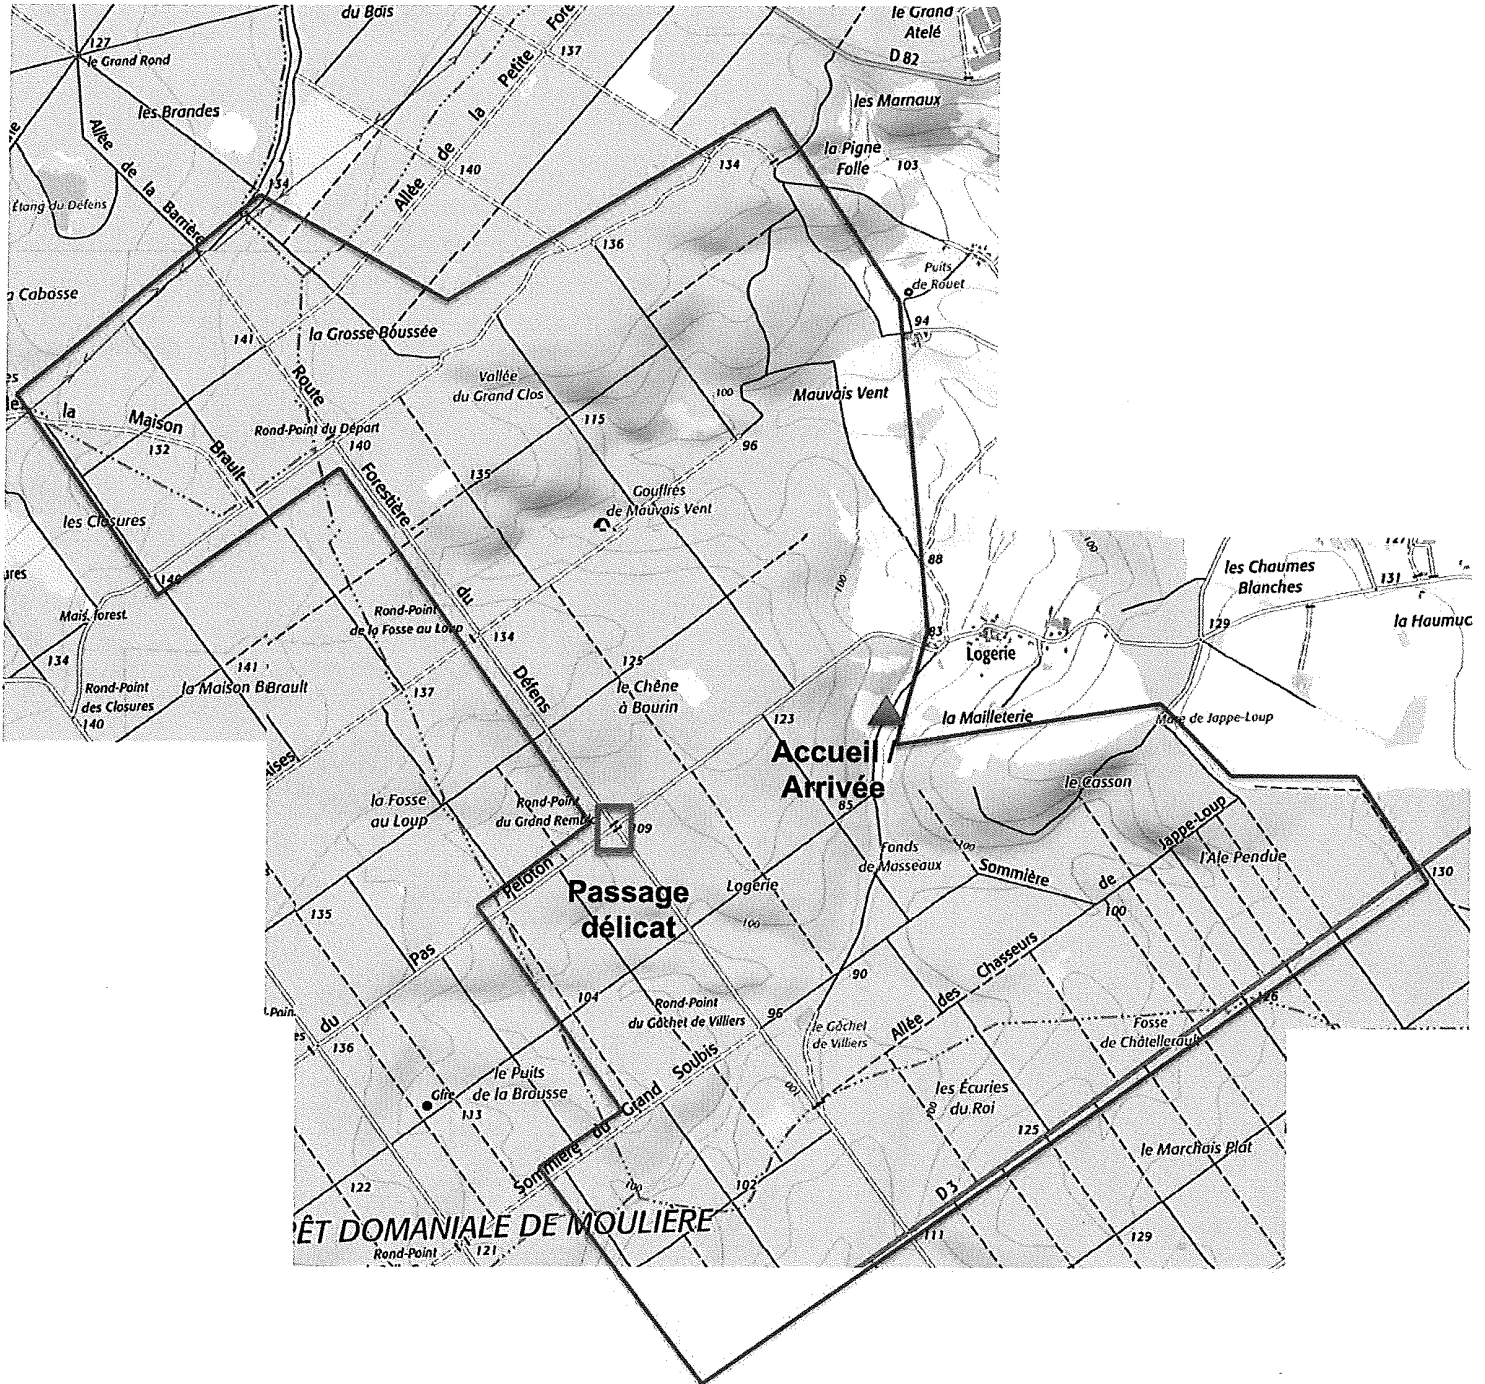 du Bois
le Grand
Atelé
127
le Grand Rond
137
D 82
Allée de la Petite
les Brandes
les Marnaux
Allée de la Barrière
la Pigne
Folle
103
134
140
134
Étang du Défens
136
Puits
de Rouet
94
141
la Grosse Boussée
Route Forestière du Défens
Vallée
du Grand Clos
100
Mauvais Vent
115
la Maison Brault
132
Rond-Point du Départ
140
96
135
Gouffres
de Mauvais Vent
les Closures
100
88
100
les Chaumes
Blanches
131
129
la Haumuc
140
Mais. forest.
Rond-Point
de la Fosse au Loup
134
83
Logerie
134
141
la Maison Brault
125
le Chêne
à Bourin
Rond-Point
des Closures
140
137
123
la Mailleterie
Mare de Jappe-Loup
Accueil /
Arrivée
85
le Casson
la Fosse
au Loup
Rond-Point
109
Passage
délicat
Fonds
de Masseaux
100
Sommière de Jappe-Loup
l'Ale Pendue
130
Logerie
100
100
135
Pas du Peloton
90
Allée des Chasseurs
104
Rond-Point
du Gâchet de Villiers
96
le Gâchet
de Villiers
126
Fosse
de Châtellerault
136
le Puits
de la Brousse
Gfre
113
Sommière du Grand Soubis
100
les Écuries
du Roi
100
125
le Marchais Plat
122
100
102
D 3
ÊT DOMANIALE DE MOULIÈRE
Rond-Point
121
111
129